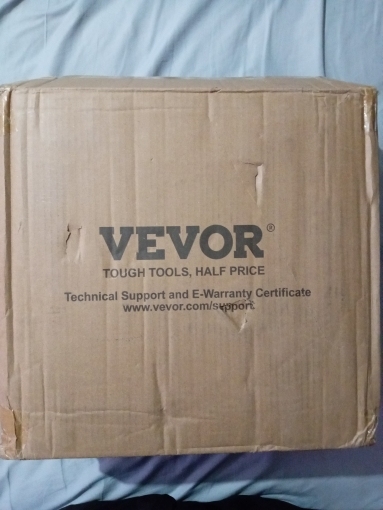 VEVOR®
TOUGH TOOLS, HALF PRICE
Technical Support and E-Warranty Certificate
www.vevor.com/support